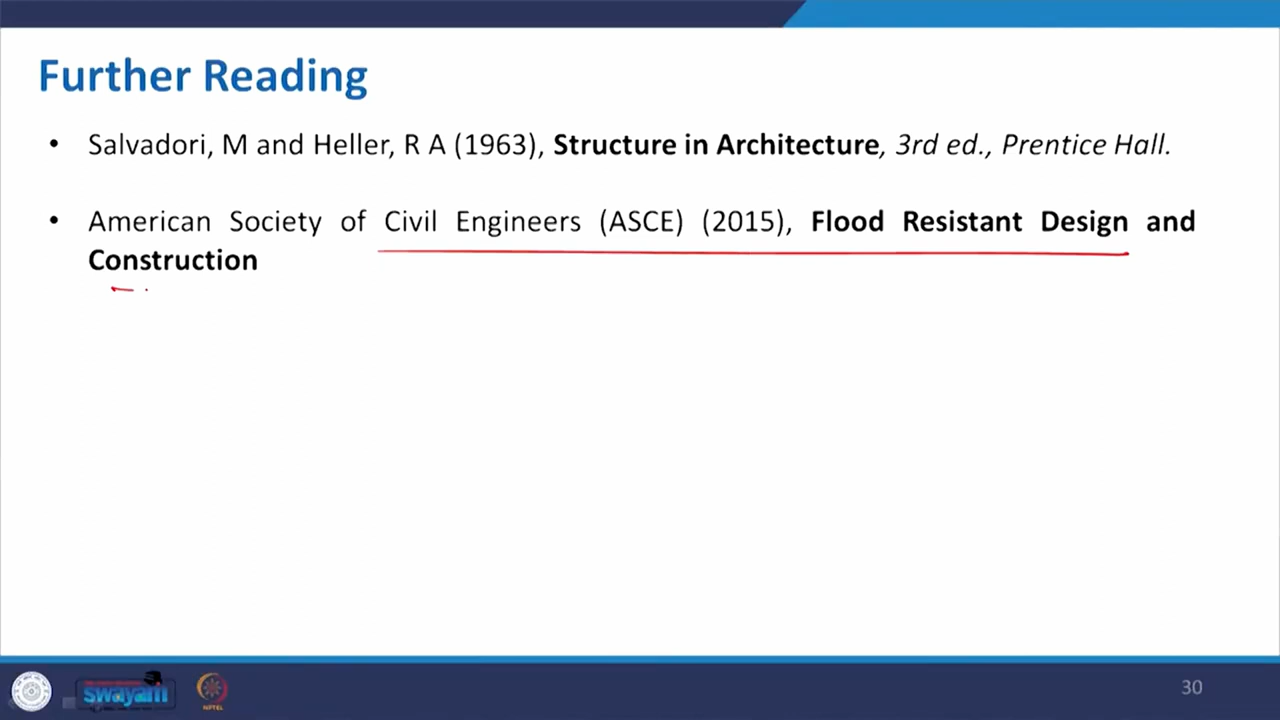 Further Reading
• Salvadori, M and Heller, R A (1963), Structure in Architecture, 3rd ed., Prentice Hall.
• American Society of Civil Engineers (ASCE) (2015), Flood Resistant Design and
Construction
swayam
NPTEL
30